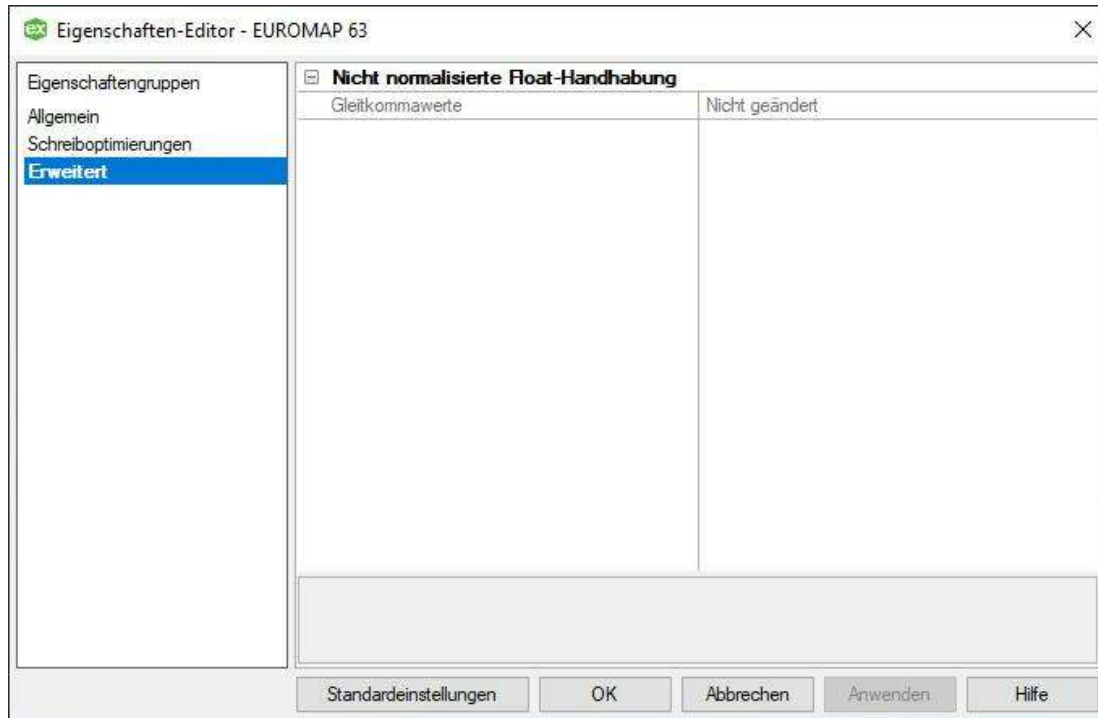 ex Eigenschaften-Editor - EUROMAP 63
Eigenschaftengruppen
Allgemein
Schreiboptimierungen
Erweitert
Nicht normalisierte Float-Handhabung
Gleitkommawerte Nicht geändert
Standardeinstellungen OK Abbrechen Anwenden Hilfe